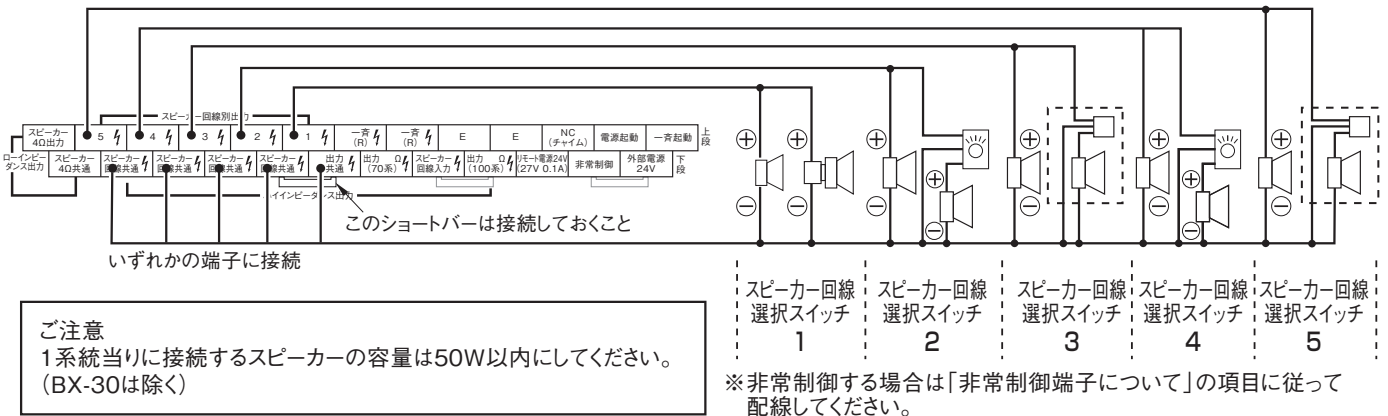 スピーカー回線別出力
スピーカー
4Ω出力
5
4
3
2
1
一斉
(R)
一斉
(R)
E
E
NC
(チャイム)
電源起動
一斉起動
上段
ローインピー
ダンス出力
スピーカー
4Ω共通
スピーカー
回線共通
スピーカー
回線共通
スピーカー
回線共通
スピーカー
回線共通
出力
共通
出力 Ω
(70系)
スピーカー
回線入力
出力 Ω
(100系)
リモート電源24V
(27V 0.1A)
非常制御
外部電源
24V
下段
ハイインピーダンス出力
このショートバーは接続しておくこと
いずれかの端子に接続
⊕ ⊕ ⊕ ⊕ ⊕ ⊕ ⊕ ⊕
⊖ ⊖ ⊖ ⊖ ⊖ ⊖ ⊖ ⊖
スピーカー回線
選択スイッチ
1
スピーカー回線
選択スイッチ
2
スピーカー回線
選択スイッチ
3
スピーカー回線
選択スイッチ
4
スピーカー回線
選択スイッチ
5
ご注意
1系統当りに接続するスピーカーの容量は50W以内にしてください。
(BX-30は除く)
※非常制御する場合は「非常制御端子について」の項目に従って
配線してください。